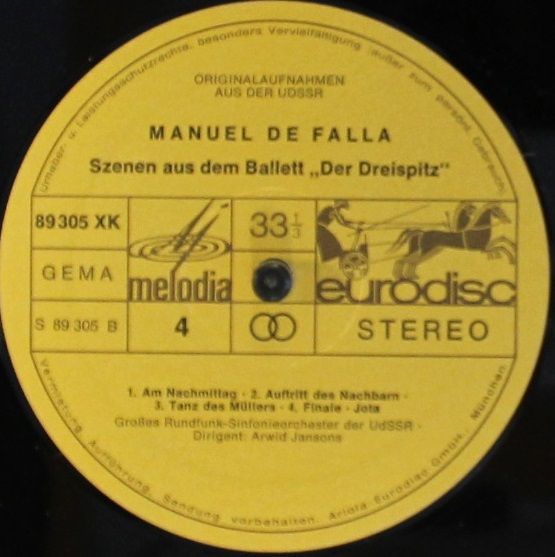 Urheber- u. Leistungsschutzrechte, besonders Vervielfältigung (außer zum persönl. Gebrauch)
ORIGINALAUFNAHMEN
AUS DER UDSSR
MANUEL DE FALLA
Szenen aus dem Ballett „Der Dreispitz"
89 305 XK
33 1/3
GEMA
melodia
eurodisc
S 89 305 B
4
STEREO
1. Am Nachmittag · 2. Auftritt des Nachbarn ·
3. Tanz des Müllers · 4. Finale · Jota
Großes Rundfunk-Sinfonieorchester der UdSSR ·
Dirigent: Arwid Jansons
Vermietung, Aufführung, Sendung vorbehalten. Ariola Eurodisc GmbH., München